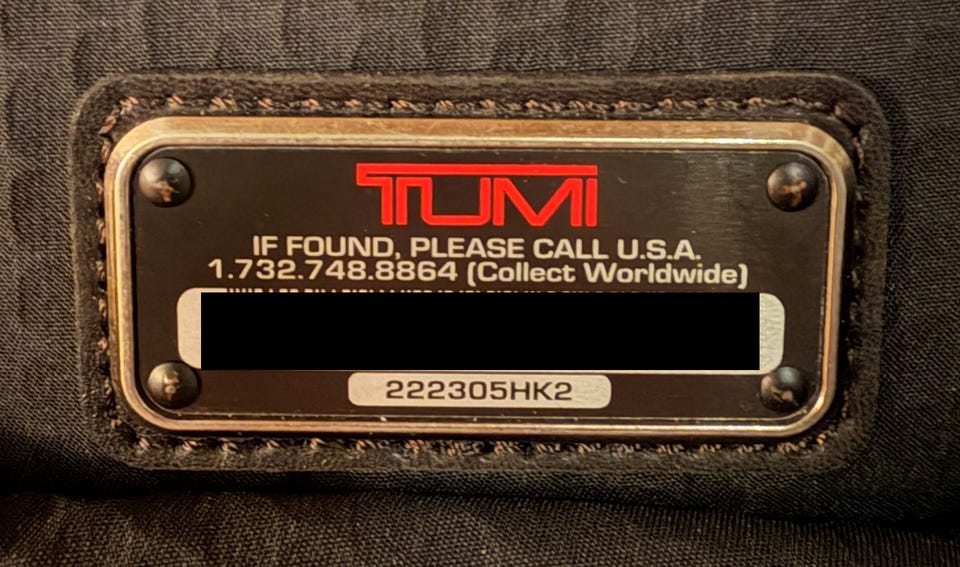 TUMI
IF FOUND, PLEASE CALL U.S.A.
1.732.748.8864 (Collect Worldwide)
222305HK2